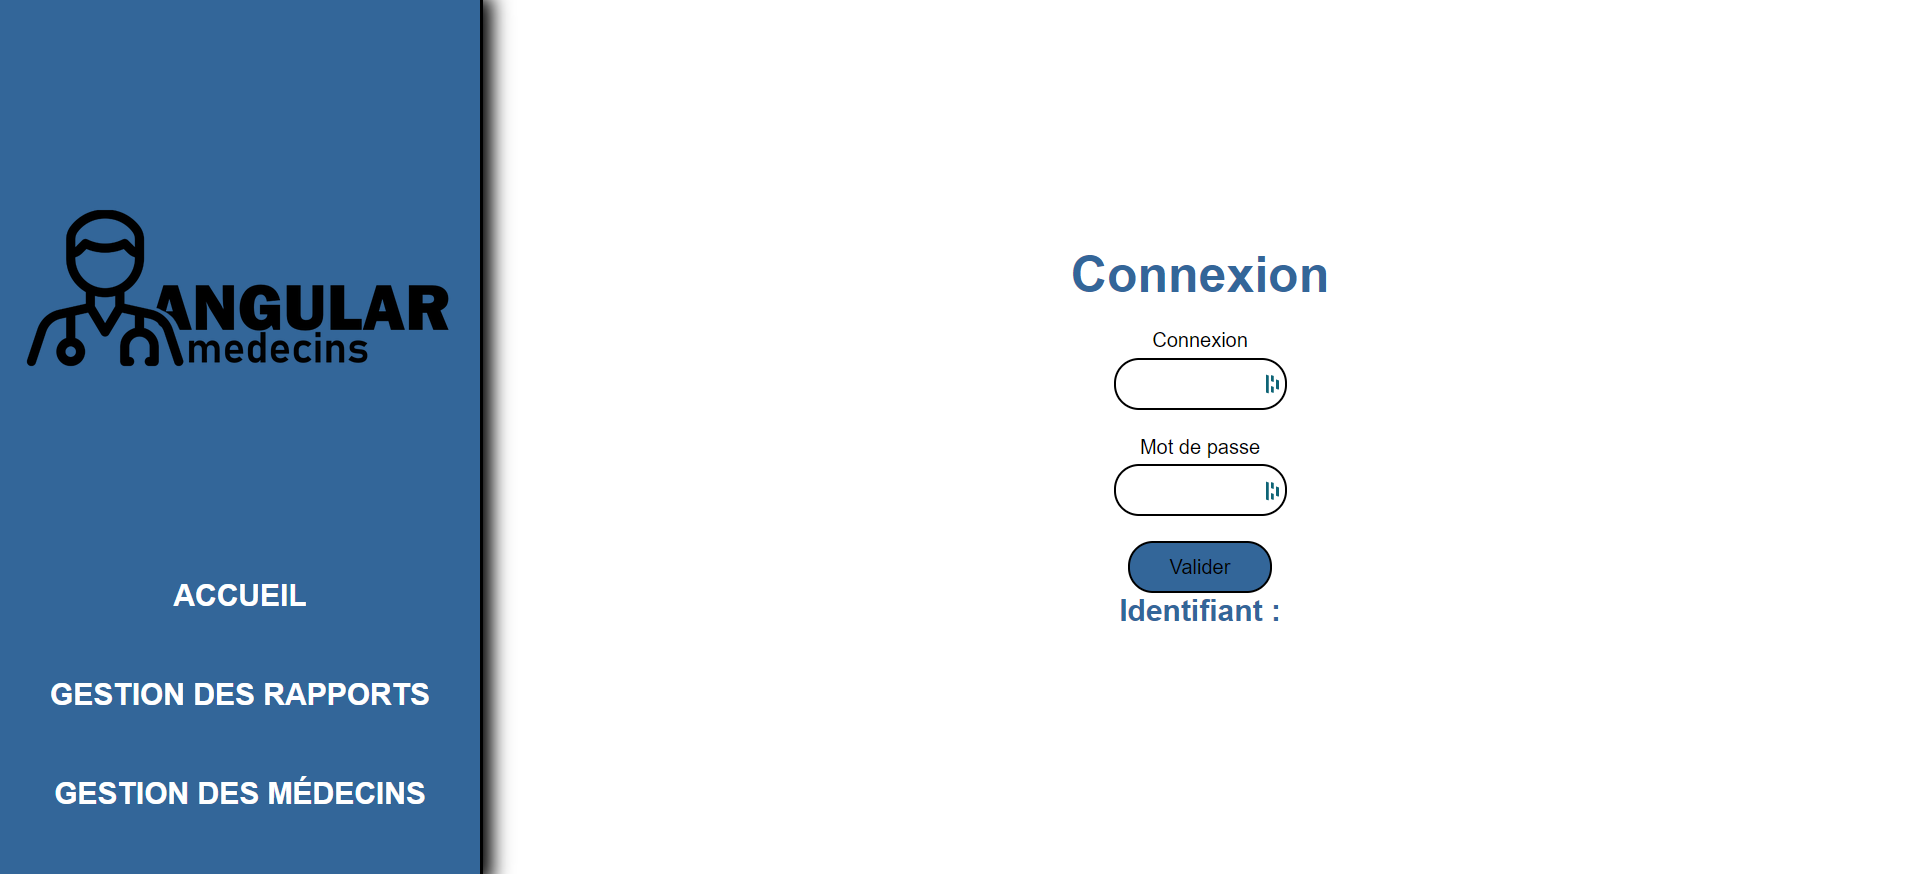 ANGULAR
medecins
ACCUEIL
GESTION DES RAPPORTS
GESTION DES MÉDECINS
Connexion
Connexion
Mot de passe
Valider
Identifiant :